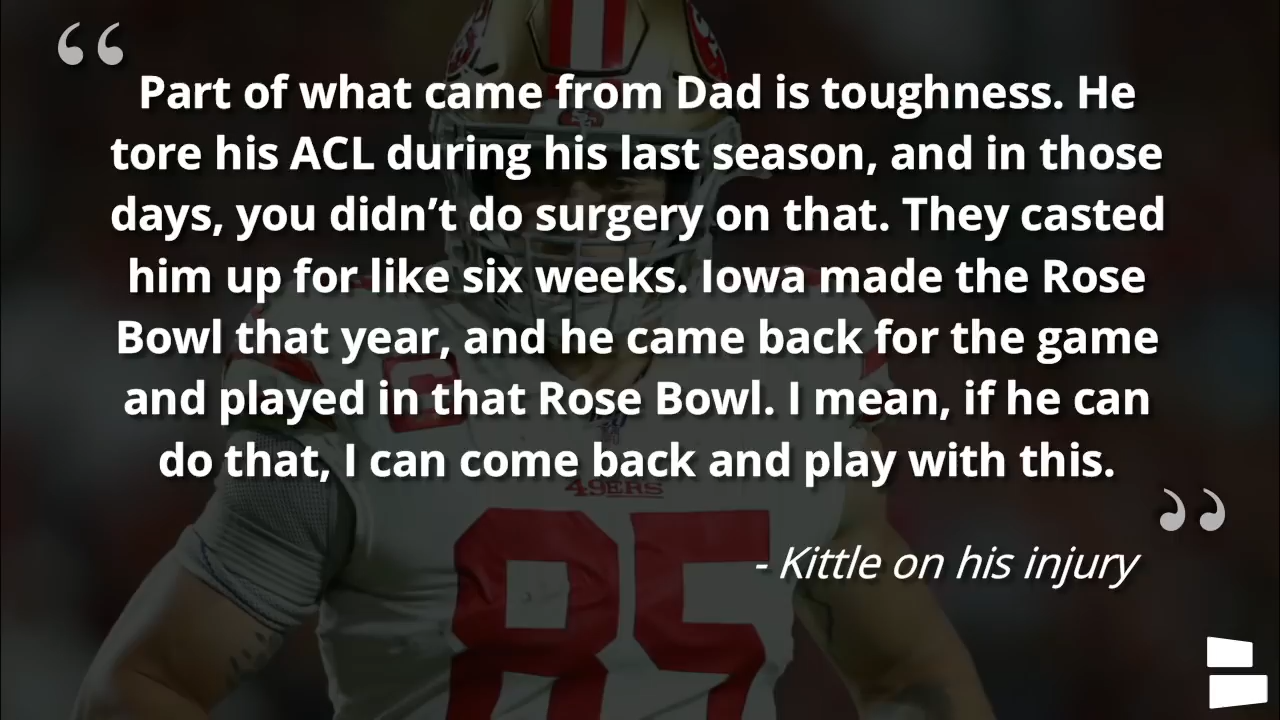 “
Part of what came from Dad is toughness. He
tore his ACL during his last season, and in those
days, you didn’t do surgery on that. They casted
him up for like six weeks. Iowa made the Rose
Bowl that year, and he came back for the game
and played in that Rose Bowl. I mean, if he can
do that, I can come back and play with this.
49ERS
”
- Kittle on his injury
85